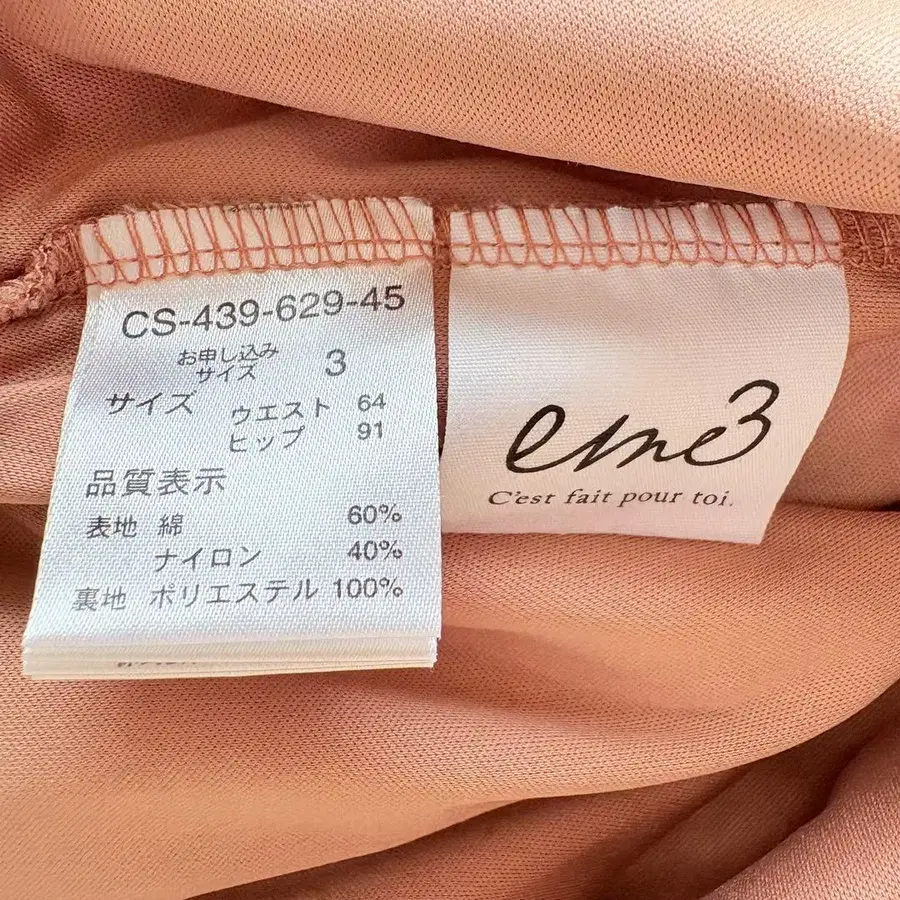 CS-439-629-45
お申し込み
サイズ 3
サイズ ウエスト 64
ヒップ 91
品質表示
表地 綿 60%
ナイロン 40%
裏地 ポリエステル 100%
eme3
C'est fait pour toi.